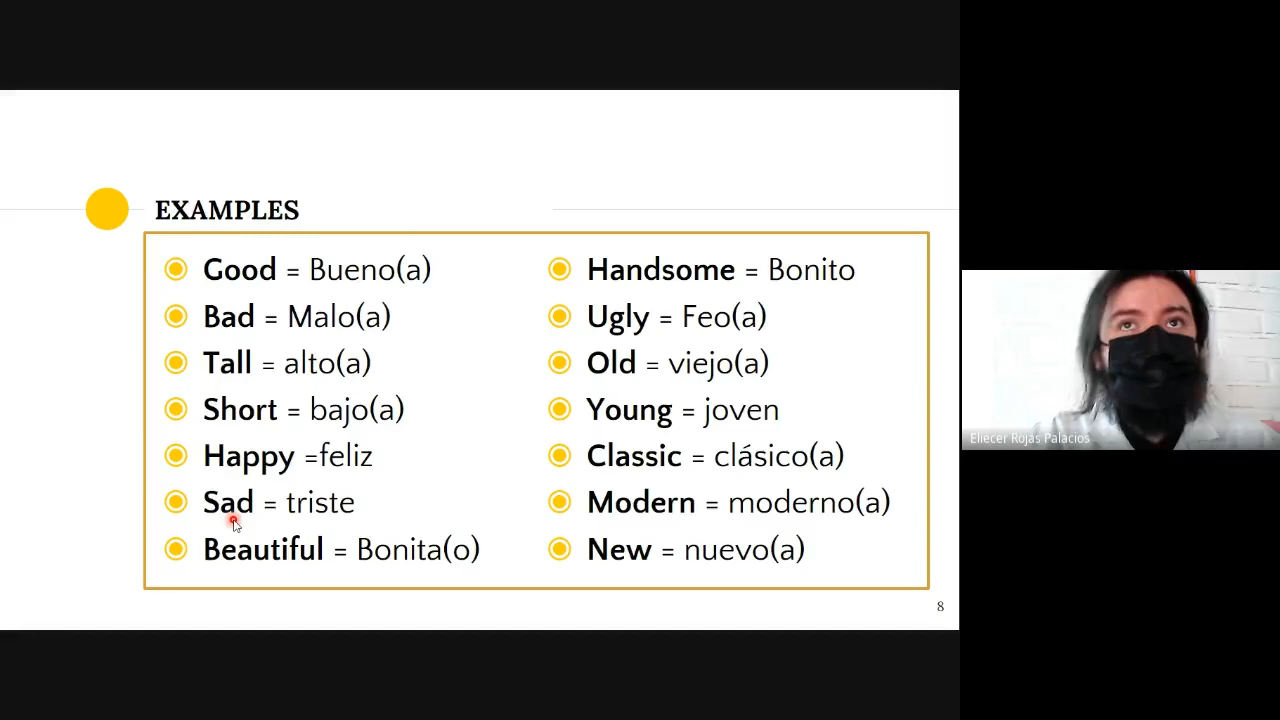 EXAMPLES
Good = Bueno(a)
Bad = Malo(a)
Tall = alto(a)
Short = bajo(a)
Happy =feliz
Sad = triste
Beautiful = Bonita(o)
Handsome = Bonito
Ugly = Feo(a)
Old = viejo(a)
Young = joven
Classic = clásico(a)
Modern = moderno(a)
New = nuevo(a)
8
Eliecer Rojas Palacios